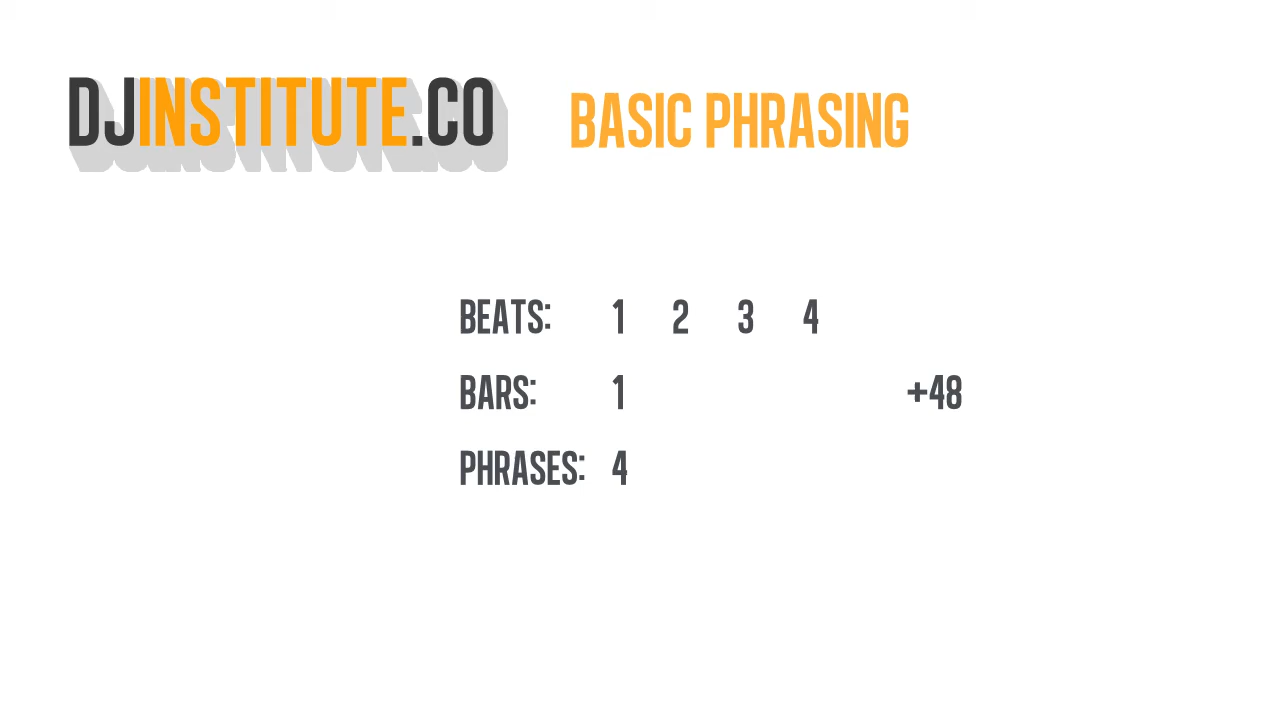 DJINSTITUTE.CO
BASIC PHRASING
BEATS: 1 2 3 4
BARS: 1 +48
PHRASES: 4